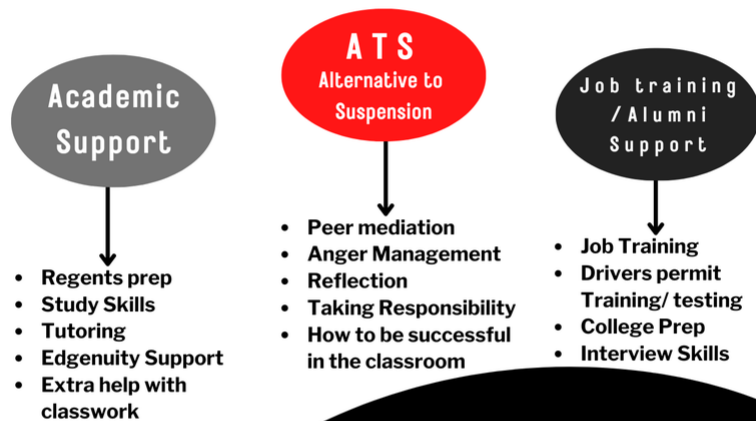 Academic
Support
Regents prep
Study Skills
Tutoring
Edgenuity Support
Extra help with
classwork
ATS
Alternative to
Suspension
Peer mediation
Anger Management
Reflection
Taking Responsibility
How to be successful
in the classroom
Job training
/Alumni
Support
Job Training
Drivers permit
Training/ testing
College Prep
Interview Skills